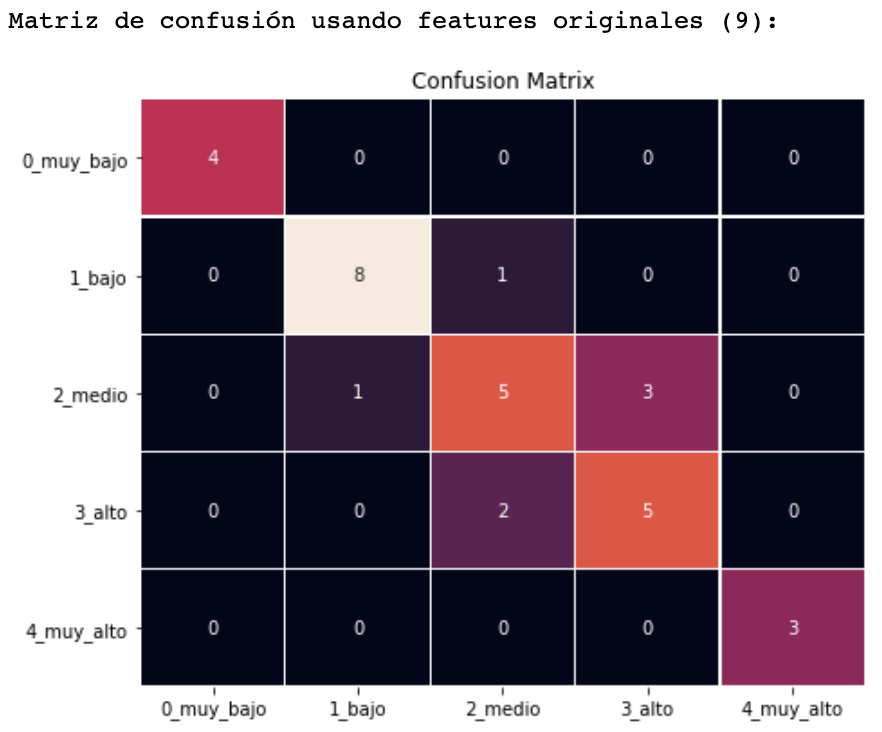 Matriz de confusión usando features originales (9):
Confusion Matrix
0_muy_bajo 4 0 0 0 0
1_bajo 0 8 1 0 0
2_medio 0 1 5 3 0
3_alto 0 0 2 5 0
4_muy_alto 0 0 0 0 3
0_muy_bajo 1_bajo 2_medio 3_alto 4_muy_alto